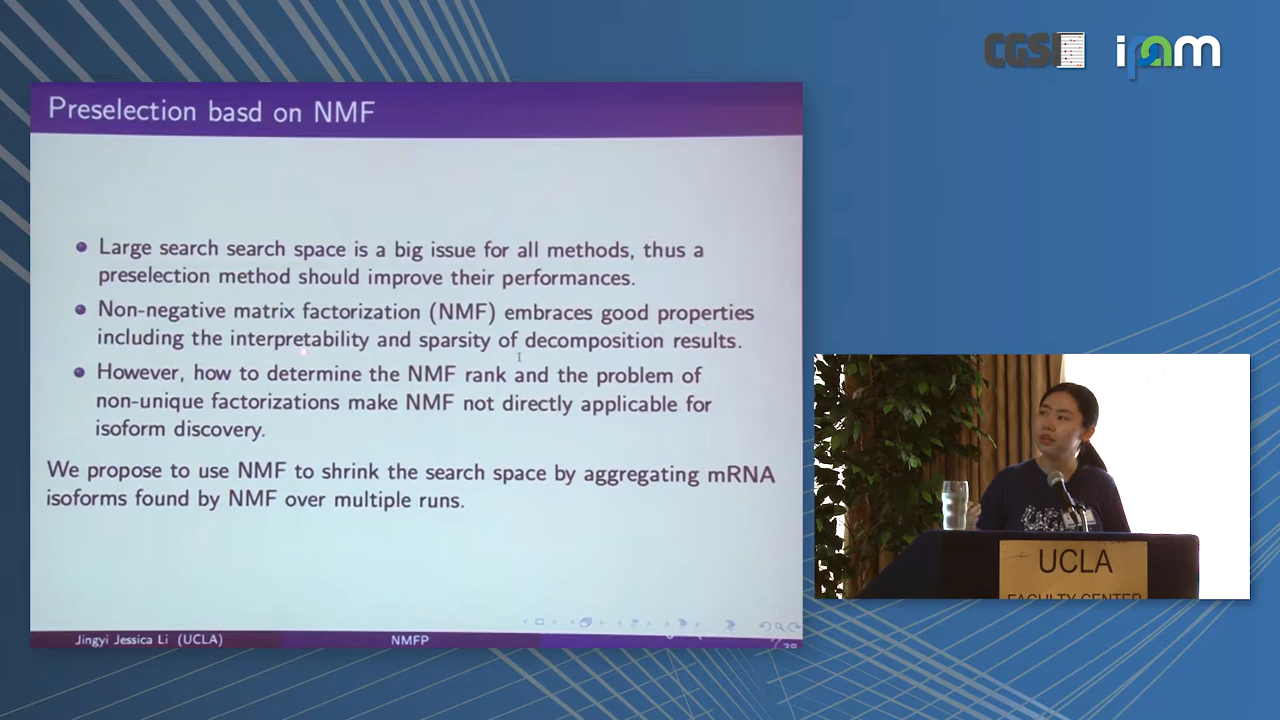 CGSI
ipam
Preselection basd on NMF
Large search search space is a big issue for all methods, thus a
preselection method should improve their performances.
Non-negative matrix factorization (NMF) embraces good properties
including the interpretability and sparsity of decomposition results.
However, how to determine the NMF rank and the problem of
non-unique factorizations make NMF not directly applicable for
isoform discovery.
We propose to use NMF to shrink the search space by aggregating mRNA
isoforms found by NMF over multiple runs.
Jingyi Jessica Li (UCLA)
NMFP
UCLA
FACULTY CENTER